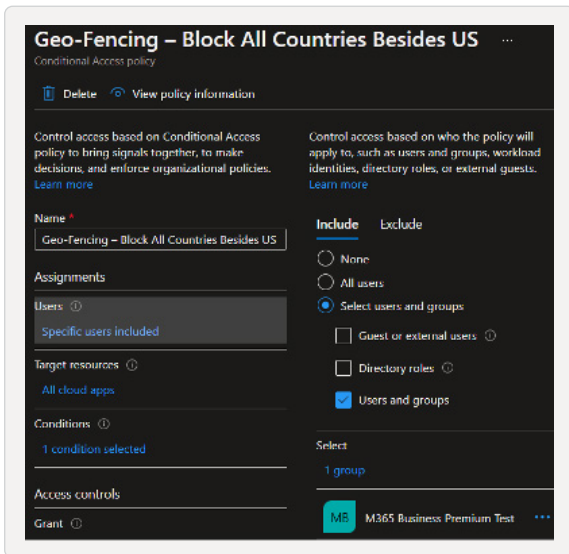 Geo-Fencing – Block All Countries Besides US ...
Conditional Access policy
Delete View policy information
Control access based on Conditional Access
policy to bring signals together, to make
decisions, and enforce organizational policies.
Learn more
Name *
Geo-Fencing – Block All Countries Besides US
Assignments
Users
Specific users included
Target resources
All cloud apps
Conditions
1 condition selected
Access controls
Grant
Control access based on who the policy will
apply to, such as users and groups, workload
identities, directory roles, or external guests.
Learn more
Include Exclude
None
All users
Select users and groups
Guest or external users
Directory roles
Users and groups
Select
1 group
MB M365 Business Premium Test ...